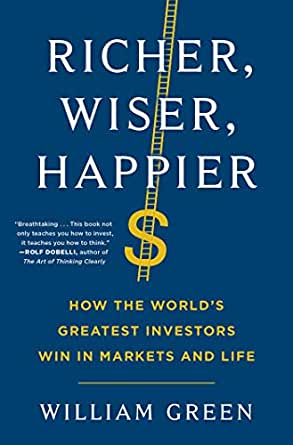 RICHER,
WISER,
HAPPIER
$
"Breathtaking . . . This book not
only teaches you how to invest,
it teaches you how to think."
—ROLF DOBELLI, author of
The Art of Thinking Clearly
HOW THE WORLD'S
GREATEST INVESTORS
WIN IN MARKETS AND LIFE
WILLIAM GREEN